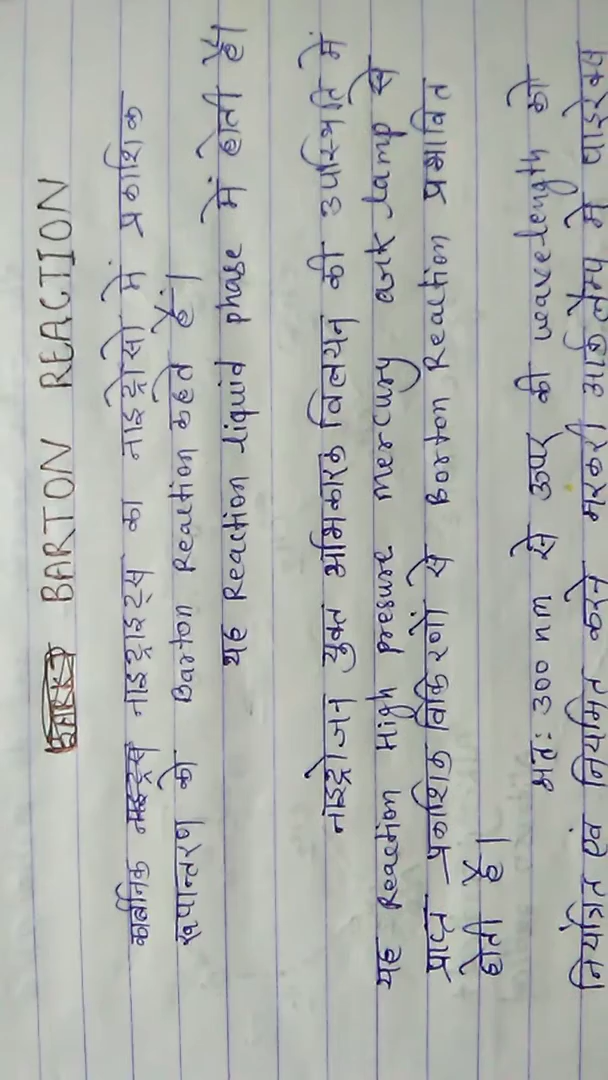 BARTON REACTION
कार्बनिक नाइट्राइट्स का नाइट्रोसो में प्रकाशिक
रूपान्तरण को Barton Reaction कहते हैं।
यह Reaction liquid phase में होती है।
नाइट्रोजन युक्त अभिकारक विलयन की उपस्थिति में
यह Reaction High presure mercury ark lamp से
प्राप्त प्रकाशिक विकिरणों से Barton Reaction प्रभावित
होती है।
अतः 300 nm से ऊपर की wavelength को
नियंत्रित एवं नियमित करने मरकरी आर्क लैम्प में पाइरेक्स